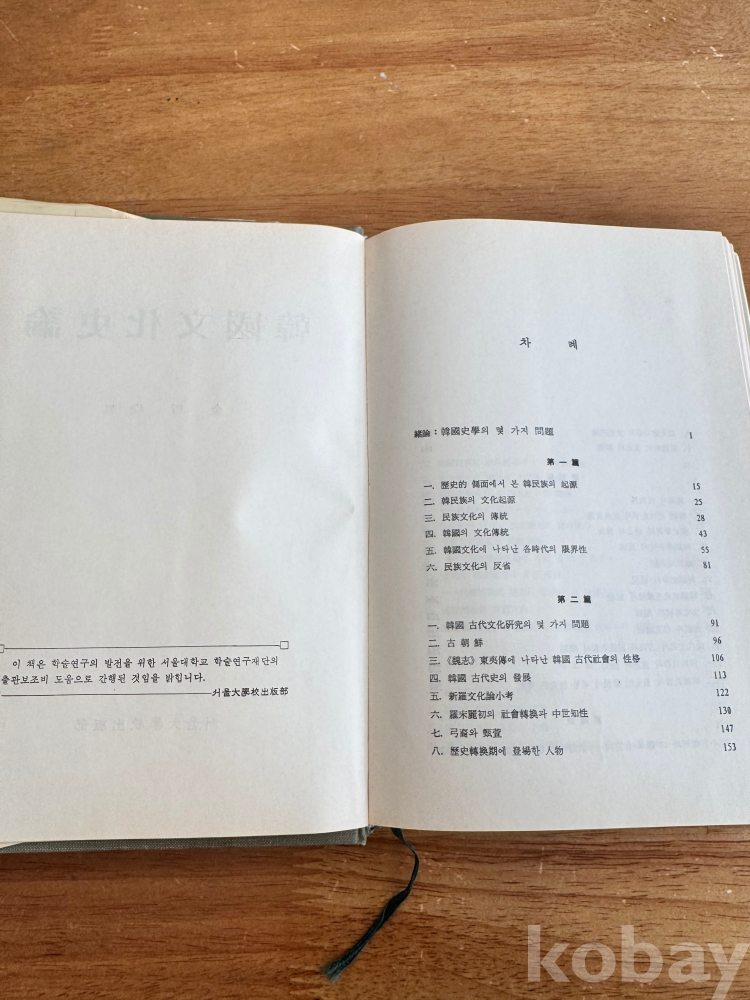 이 책은 학술연구의 발전을 위한 서울대학교 학술연구재단의
출판보조비 도움으로 간행된 것임을 밝힙니다.
서울大學校出版部
차 례
緖論 : 韓國史學의 몇 가지 問題 1
第一篇
一. 歷史的 側面에서 본 韓民族의 起源 15
二. 韓民族의 文化起源 25
三. 民族文化의 傳統 28
四. 韓國의 文化傳統 43
五. 韓國文化에 나타난 各時代의 限界性 55
六. 民族文化의 反省 81
第二篇
一. 韓國 古代文化硏究의 몇 가지 問題 91
二. 古朝鮮 96
三. 《魏志》東夷傳에 나타난 韓國 古代社會의 性格 106
四. 韓國 古代史의 發展 113
五. 新羅文化論小考 122
六. 羅末麗初의 社會轉換과 中世知性 130
七. 弓裔와 甄萱 147
八. 歷史轉換期에 登場한 人物 153
韓國文化史論
kobay